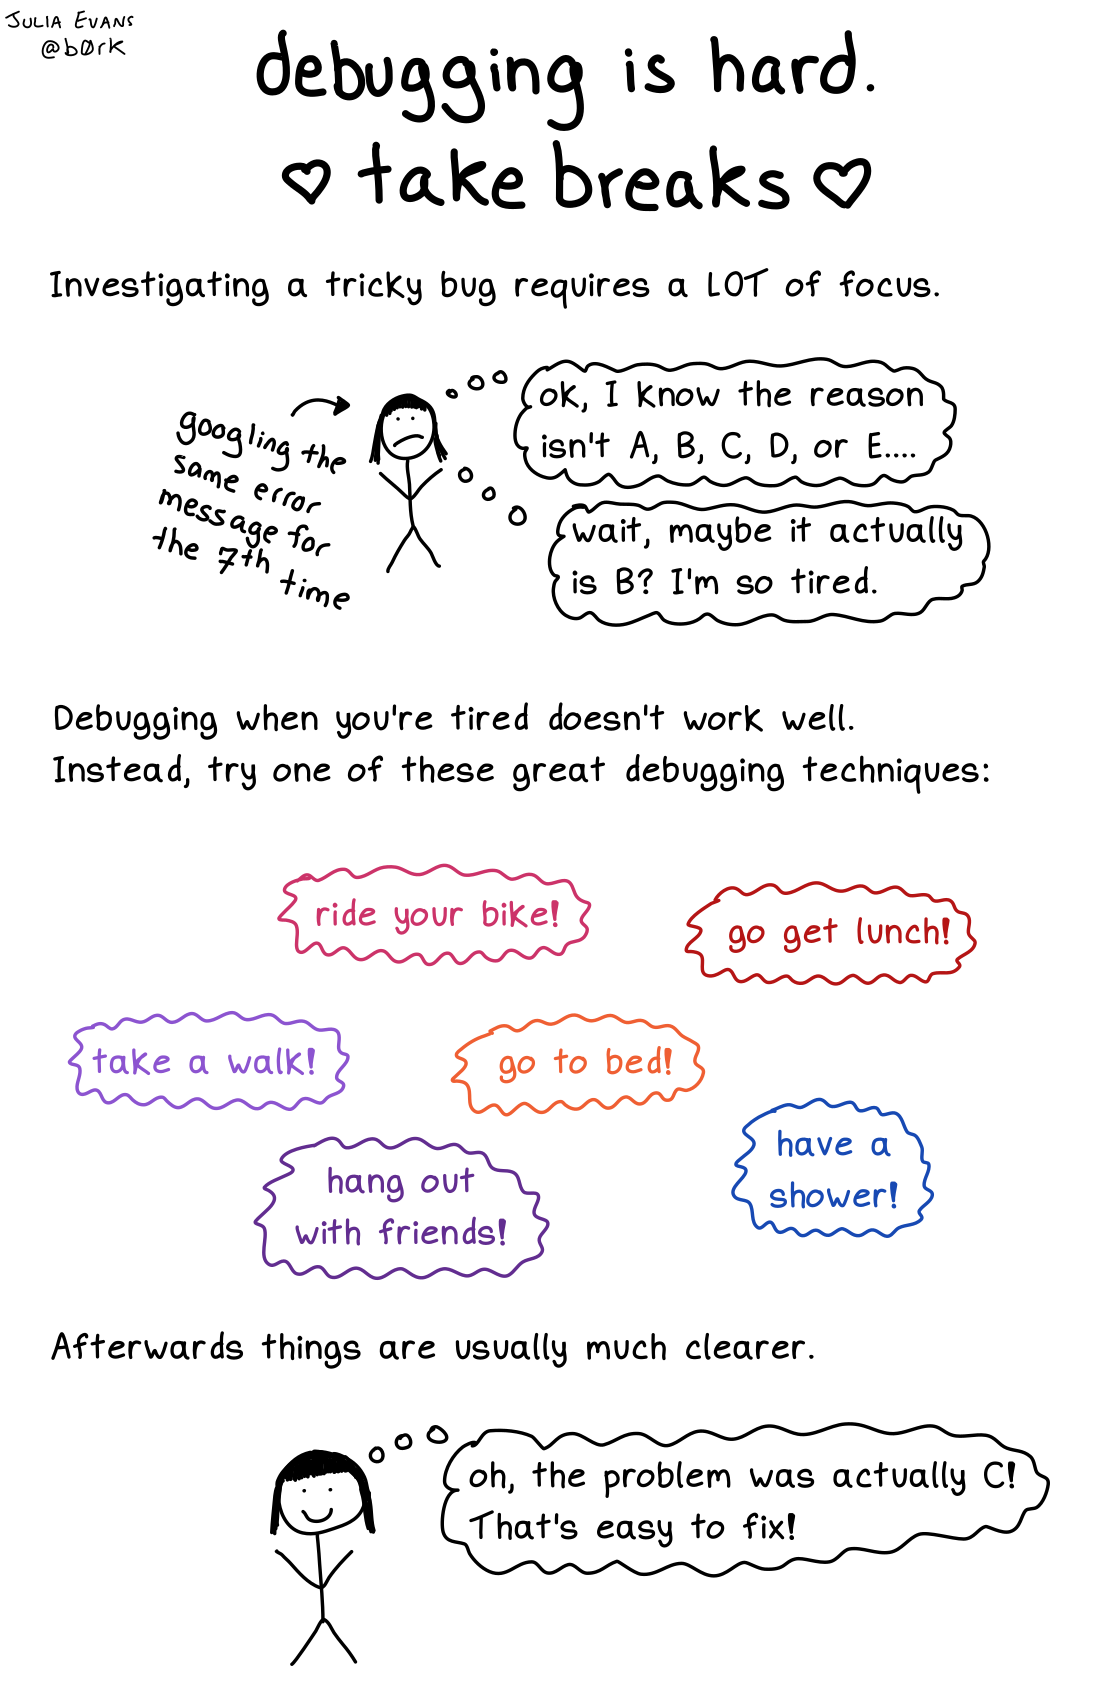 JULIA EVANS
@b0rk
debugging is hard.
♡ take breaks ♡
Investigating a tricky bug requires a LOT of focus.
googling the
same error
message for
the 7th time
ok, I know the reason
isn't A, B, C, D, or E....
wait, maybe it actually
is B? I'm so tired.
Debugging when you're tired doesn't work well.
Instead, try one of these great debugging techniques:
ride your bike!
go get lunch!
take a walk!
go to bed!
have a
shower!
hang out
with friends!
Afterwards things are usually much clearer.
oh, the problem was actually C!
That's easy to fix!